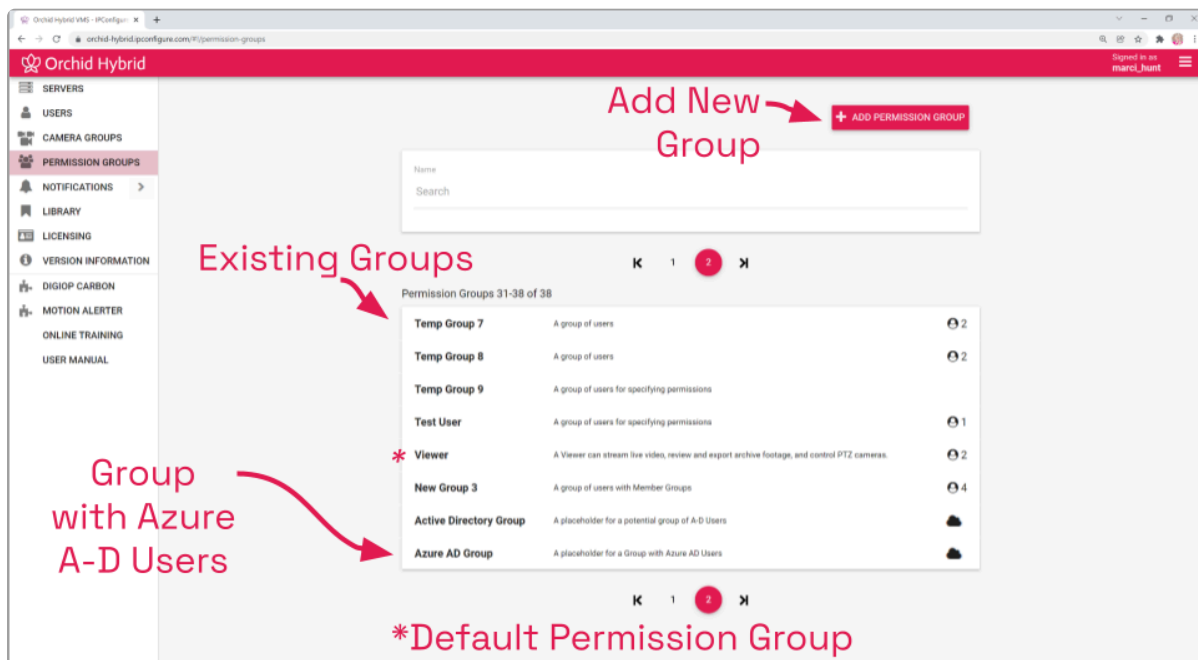 Orchid Hybrid VMS - IPConfigur
orchid-hybrid.ipconfigure.com/#!/permission-groups
Orchid Hybrid
Signed in as
marci_hunt
SERVERS
USERS
CAMERA GROUPS
PERMISSION GROUPS
NOTIFICATIONS
LIBRARY
LICENSING
VERSION INFORMATION
DIGIOP CARBON
MOTION ALERTER
ONLINE TRAINING
USER MANUAL
Add New
Group
+ ADD PERMISSION GROUP
Name
Search
Existing Groups
1 2
Permission Groups 31-38 of 38
Temp Group 7 A group of users 2
Temp Group 8 A group of users 2
Temp Group 9 A group of users for specifying permissions
Test User A group of users for specifying permissions 1
* Viewer A Viewer can stream live video, review and export archive footage, and control PTZ cameras. 2
New Group 3 A group of users with Member Groups 4
Active Directory Group A placeholder for a potential group of A-D Users
Azure AD Group A placeholder for a Group with Azure AD Users
Group
with Azure
A-D Users
1 2
*Default Permission Group